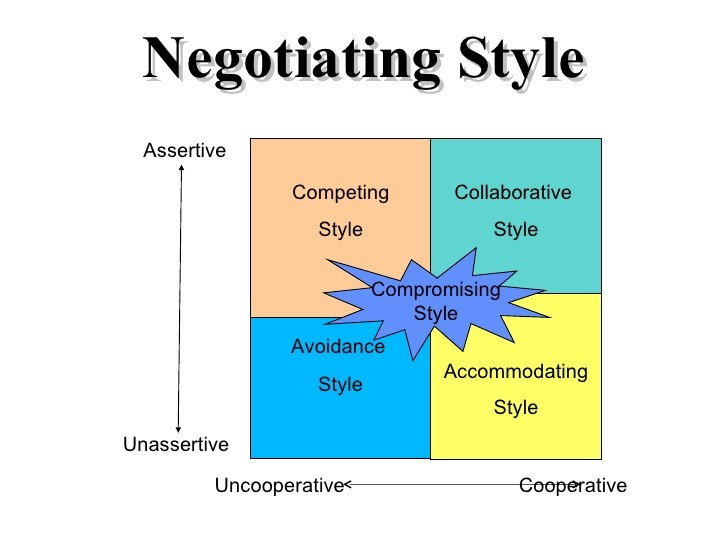 Negotiating Style
Assertive
Competing
Style
Collaborative
Style
Compromising
Style
Avoidance
Style
Accommodating
Style
Unassertive
Uncooperative
Cooperative